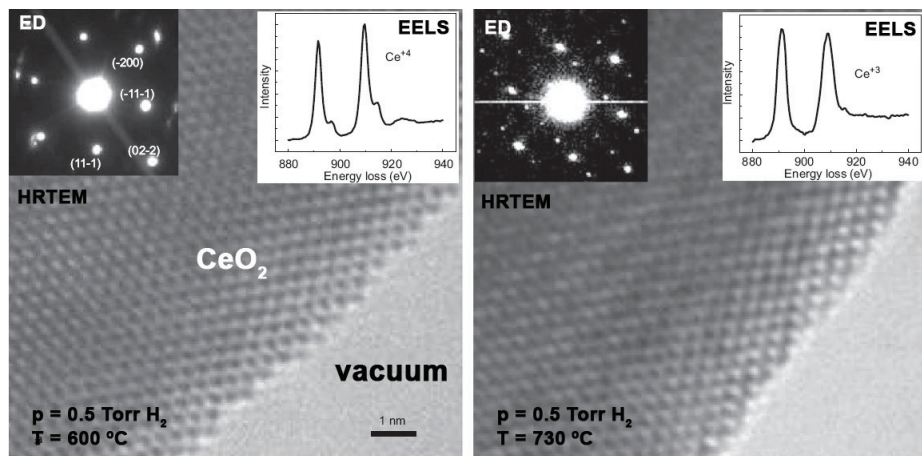 ED
(-200)
(-11-1)
(11-1)
(02-2)
EELS
Ce+4
Intensity
880 900 920 940
Energy loss (eV)
HRTEM
CeO2
vacuum
p = 0.5 Torr H2
T = 600 ºC
1 nm
ED
EELS
Ce+3
Intensity
880 900 920 940
Energy loss (eV)
HRTEM
p = 0.5 Torr H2
T = 730 ºC